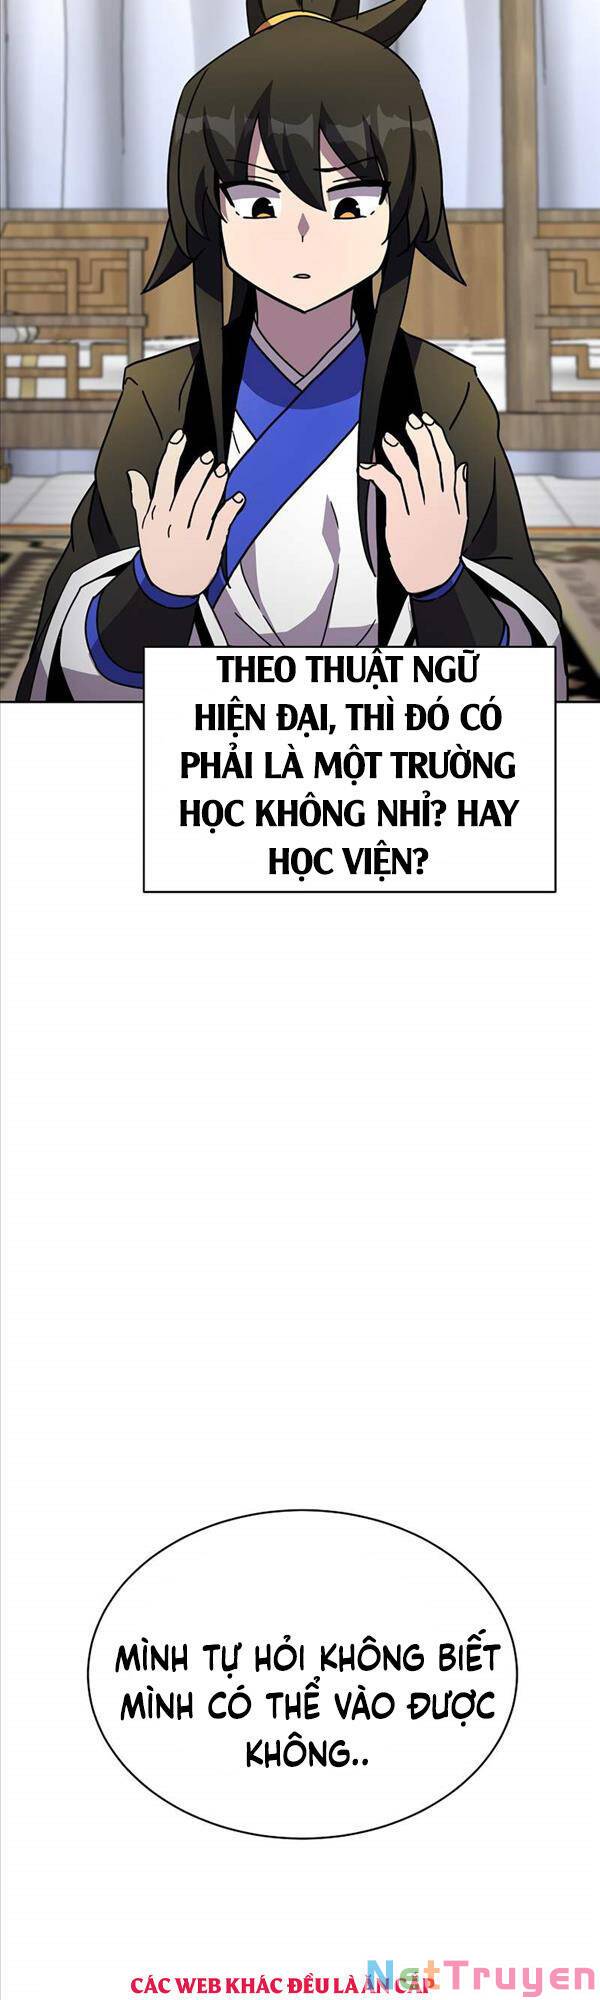 THEO THUẬT NGỮ
HIỆN ĐẠI, THÌ ĐÓ CÓ
PHẢI LÀ MỘT TRƯỜNG
HỌC KHÔNG NHỈ? HAY
HỌC VIỆN?
MÌNH TỰ HỎI KHÔNG BIẾT
MÌNH CÓ THỂ VÀO ĐƯỢC
KHÔNG..
NetTruyen
CÁC WEB KHÁC ĐỀU LÀ ĂN CẮP